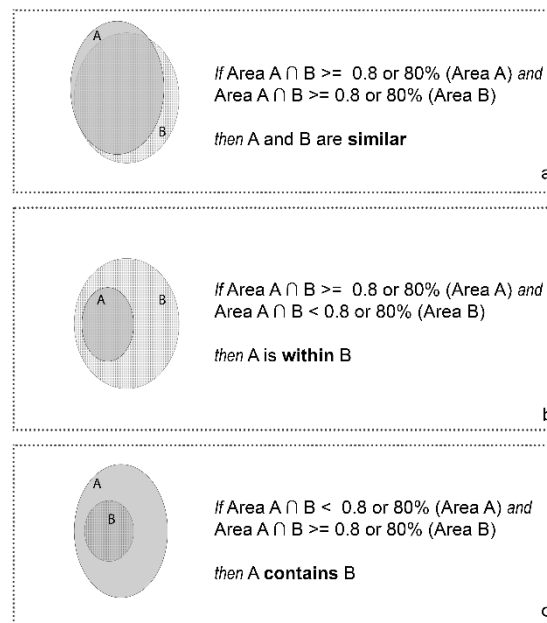 A
B
If Area A ∩ B >= 0.8 or 80% (Area A) and
Area A ∩ B >= 0.8 or 80% (Area B)
then A and B are similar
a
A
B
If Area A ∩ B >= 0.8 or 80% (Area A) and
Area A ∩ B < 0.8 or 80% (Area B)
then A is within B
b
A
B
If Area A ∩ B < 0.8 or 80% (Area A) and
Area A ∩ B >= 0.8 or 80% (Area B)
then A contains B
c